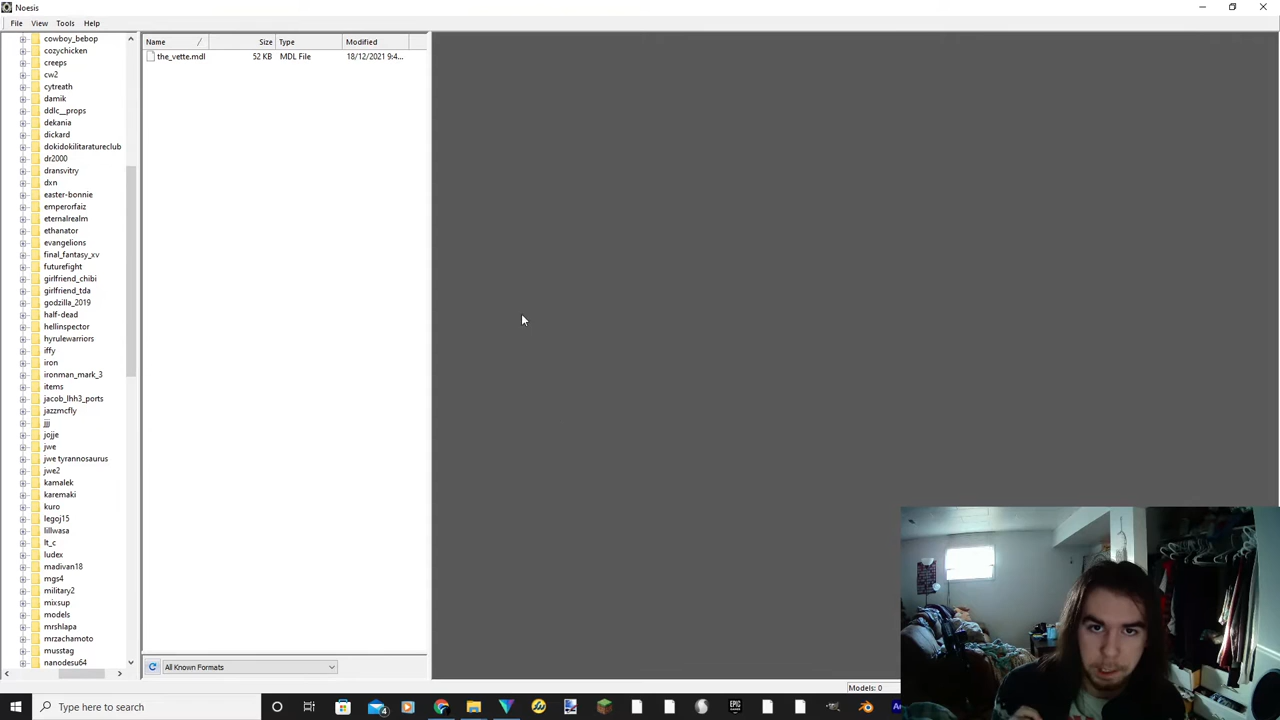 Noesis
File View Tools Help
cowboy_bebop
cozychicken
creeps
cw2
cytreath
damik
ddlc__props
dekania
dickard
dokidokilitaratureclub
dr2000
dransvitry
dxn
easter-bonnie
emperorfaiz
eternalrealm
ethanator
evangelions
final_fantasy_xv
futurefight
girlfriend_chibi
girlfriend_tda
godzilla_2019
half-dead
hellinspector
hyrulewarriors
iffy
iron
ironman_mark_3
items
jacob_lhh3_ports
jazzmcfly
jjj
jojje
jwe
jwe tyrannosaurus
jwe2
kamalek
karemaki
kuro
legoj15
lillwasa
lt_c
ludex
madivan18
mgs4
military2
mixsup
models
mrshlapa
mrzachamoto
musstag
nanodesu64
Name Size Type Modified
the_vette.mdl 52 KB MDL File 18/12/2021 9:4...
All Known Formats
Models: 0
Type here to search
4
EPIC